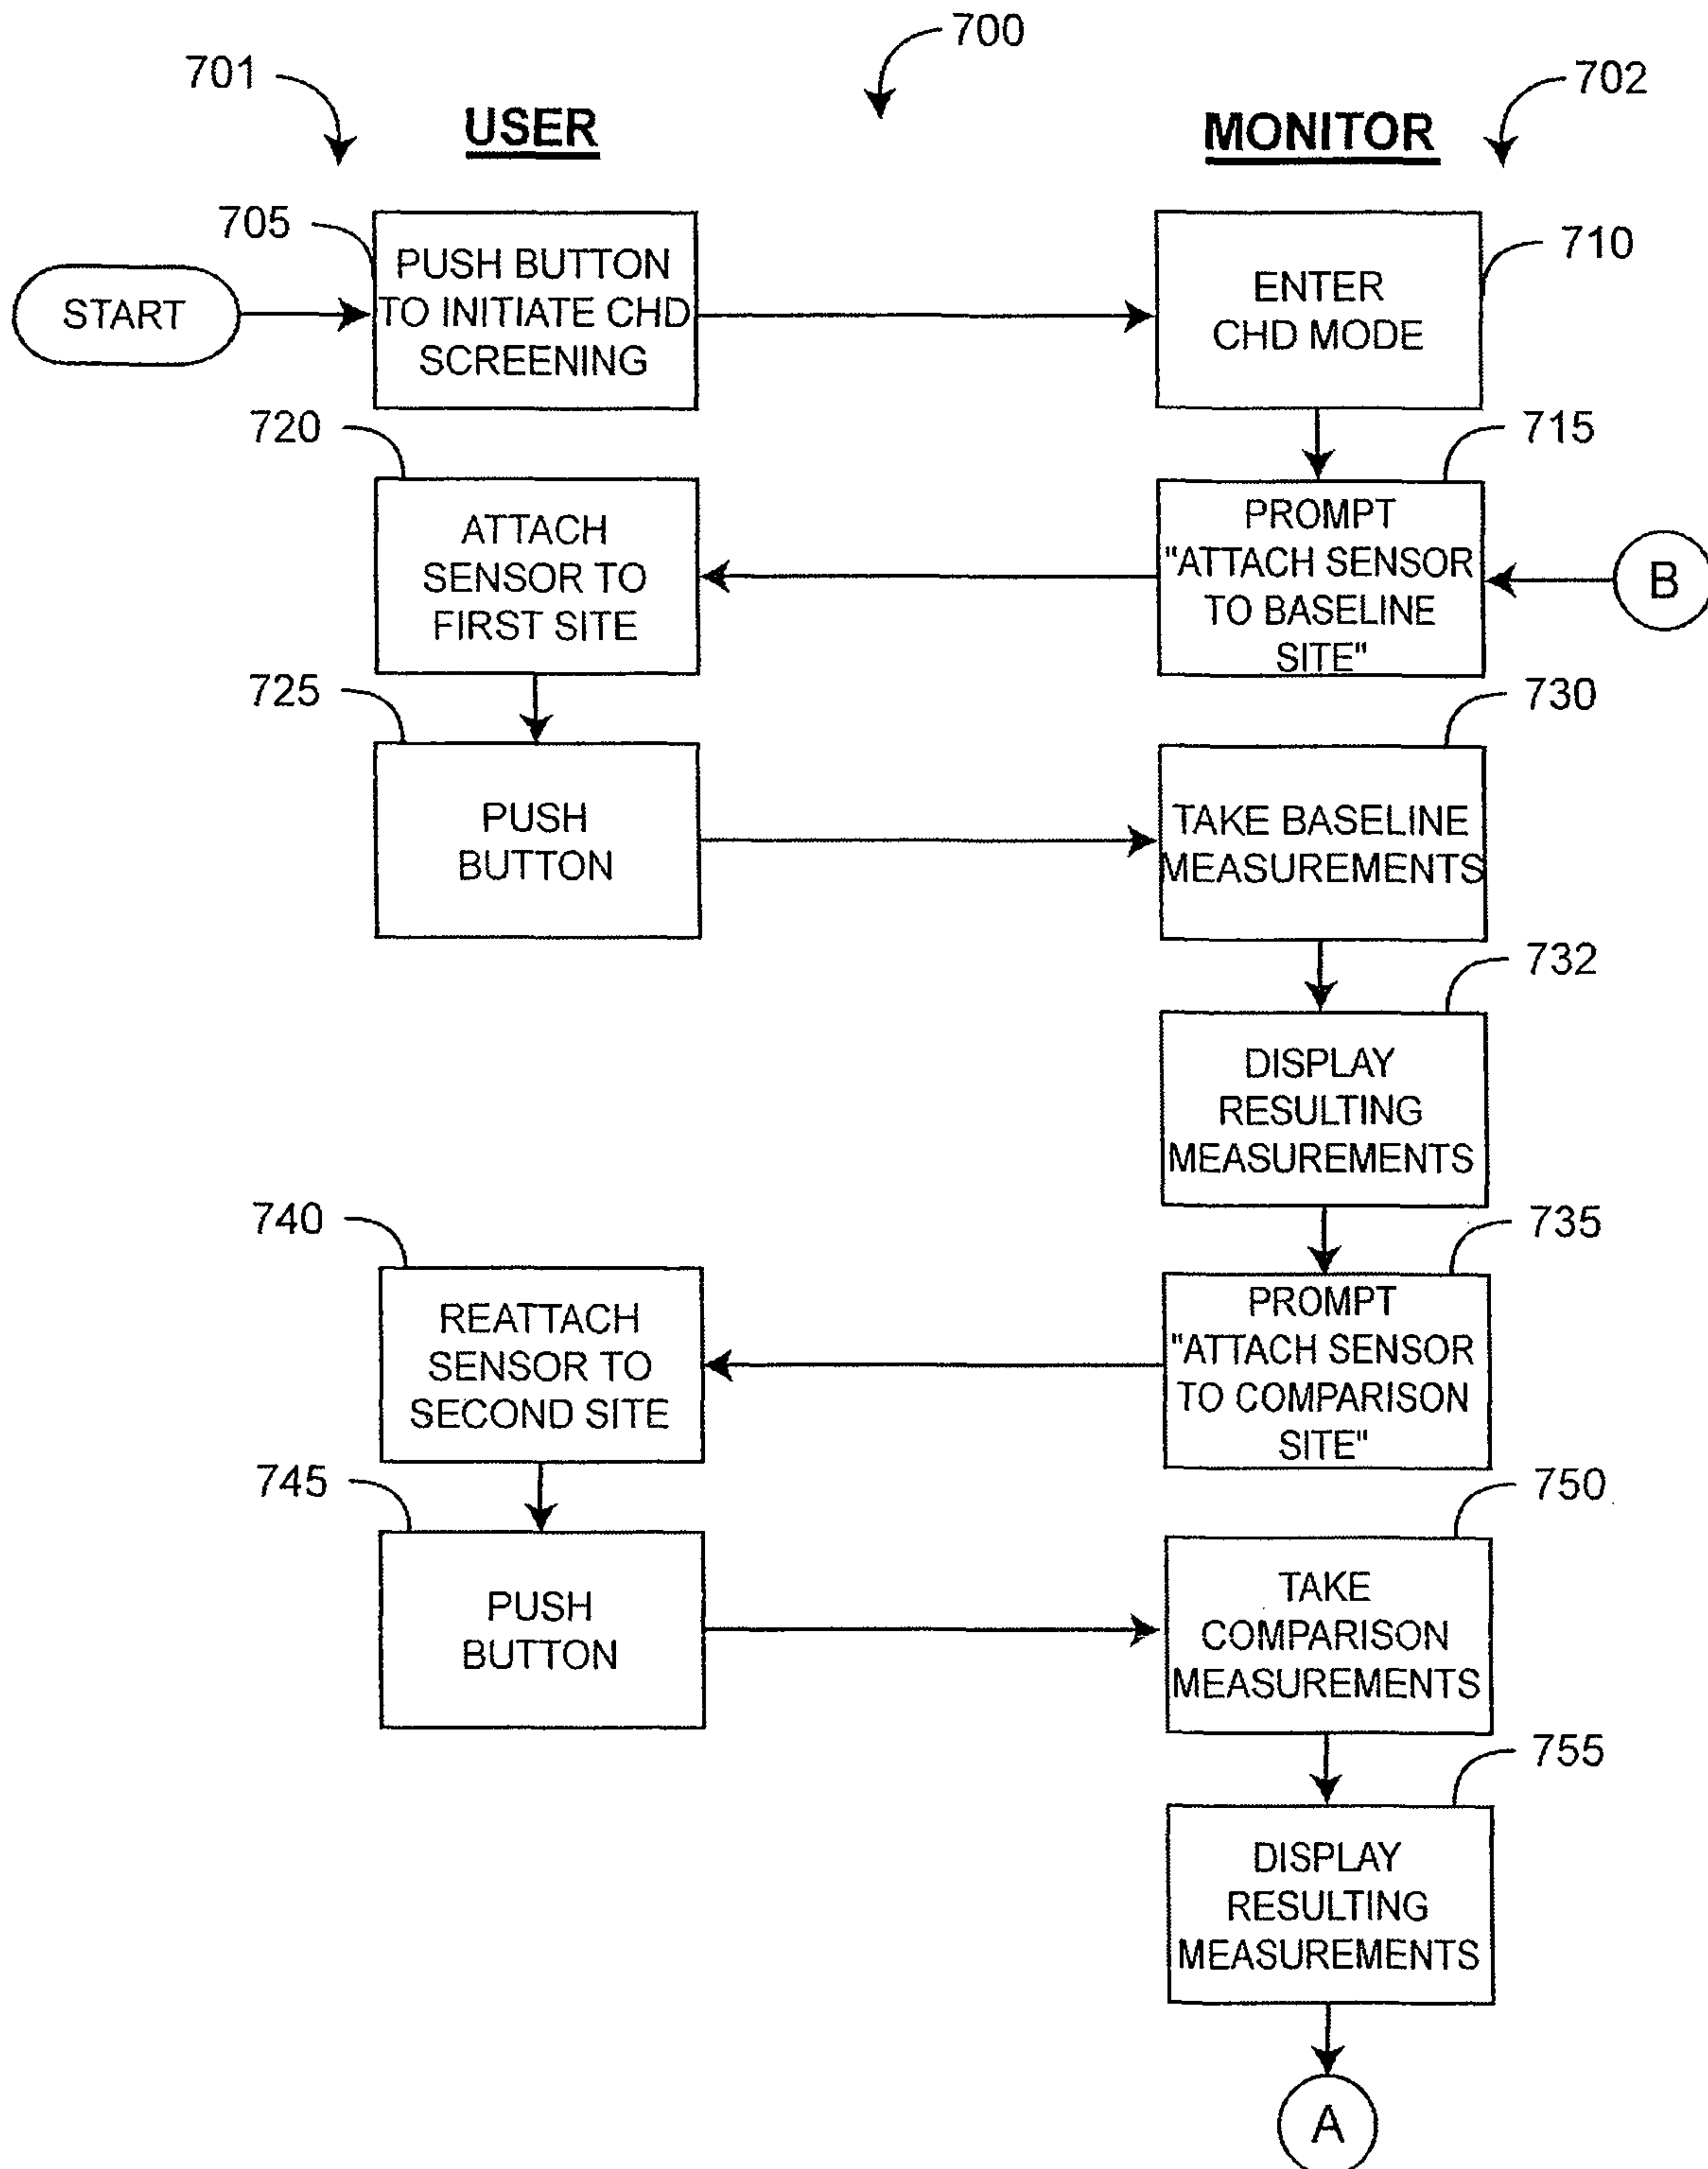 700
701
702
USER
MONITOR
705
710
START
PUSH BUTTON
TO INITIATE CHD
SCREENING
ENTER
CHD MODE
720
715
ATTACH
SENSOR TO
FIRST SITE
PROMPT
"ATTACH SENSOR
TO BASELINE
SITE"
B
725
730
PUSH
BUTTON
TAKE BASELINE
MEASUREMENTS
732
DISPLAY
RESULTING
MEASUREMENTS
740
735
REATTACH
SENSOR TO
SECOND SITE
PROMPT
"ATTACH SENSOR
TO COMPARISON
SITE"
745
750
PUSH
BUTTON
TAKE
COMPARISON
MEASUREMENTS
755
DISPLAY
RESULTING
MEASUREMENTS
A